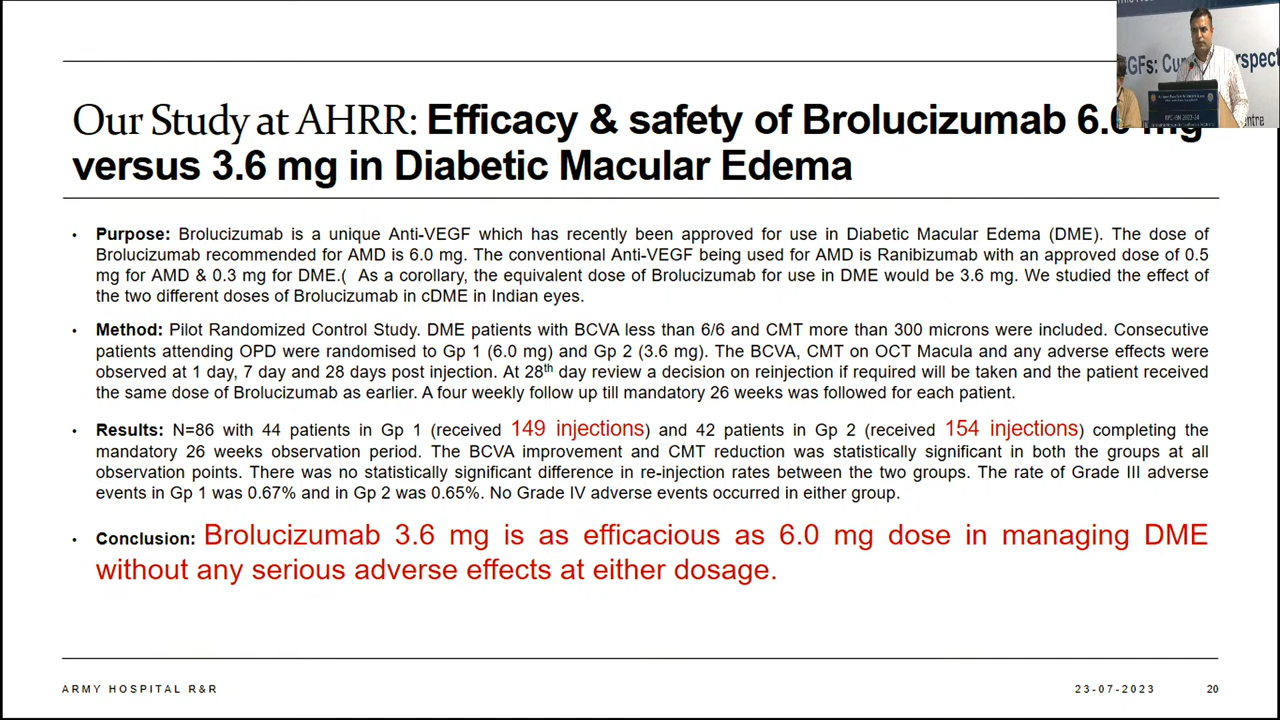 GFs: Cu rspect
entre
Our Study at AHRR: Efficacy & safety of Brolucizumab 6.0 mg
versus 3.6 mg in Diabetic Macular Edema
• Purpose: Brolucizumab is a unique Anti-VEGF which has recently been approved for use in Diabetic Macular Edema (DME). The dose of
Brolucizumab recommended for AMD is 6.0 mg. The conventional Anti-VEGF being used for AMD is Ranibizumab with an approved dose of 0.5
mg for AMD & 0.3 mg for DME.( As a corollary, the equivalent dose of Brolucizumab for use in DME would be 3.6 mg. We studied the effect of
the two different doses of Brolucizumab in cDME in Indian eyes.
• Method: Pilot Randomized Control Study. DME patients with BCVA less than 6/6 and CMT more than 300 microns were included. Consecutive
patients attending OPD were randomised to Gp 1 (6.0 mg) and Gp 2 (3.6 mg). The BCVA, CMT on OCT Macula and any adverse effects were
observed at 1 day, 7 day and 28 days post injection. At 28th day review a decision on reinjection if required will be taken and the patient received
the same dose of Brolucizumab as earlier. A four weekly follow up till mandatory 26 weeks was followed for each patient.
• Results: N=86 with 44 patients in Gp 1 (received 149 injections) and 42 patients in Gp 2 (received 154 injections) completing the
mandatory 26 weeks observation period. The BCVA improvement and CMT reduction was statistically significant in both the groups at all
observation points. There was no statistically significant difference in re-injection rates between the two groups. The rate of Grade III adverse
events in Gp 1 was 0.67% and in Gp 2 was 0.65%. No Grade IV adverse events occurred in either group.
• Conclusion: Brolucizumab 3.6 mg is as efficacious as 6.0 mg dose in managing DME
without any serious adverse effects at either dosage.
ARMY HOSPITAL R&R 23-07-2023 20